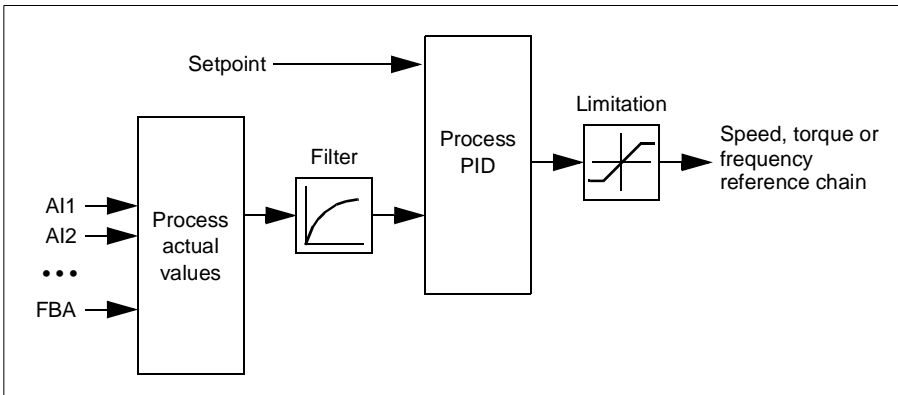 Setpoint
Process
PID
Limitation
Speed, torque or
frequency
reference chain
Filter
AI1
AI2
•••
FBA
Process
actual
values